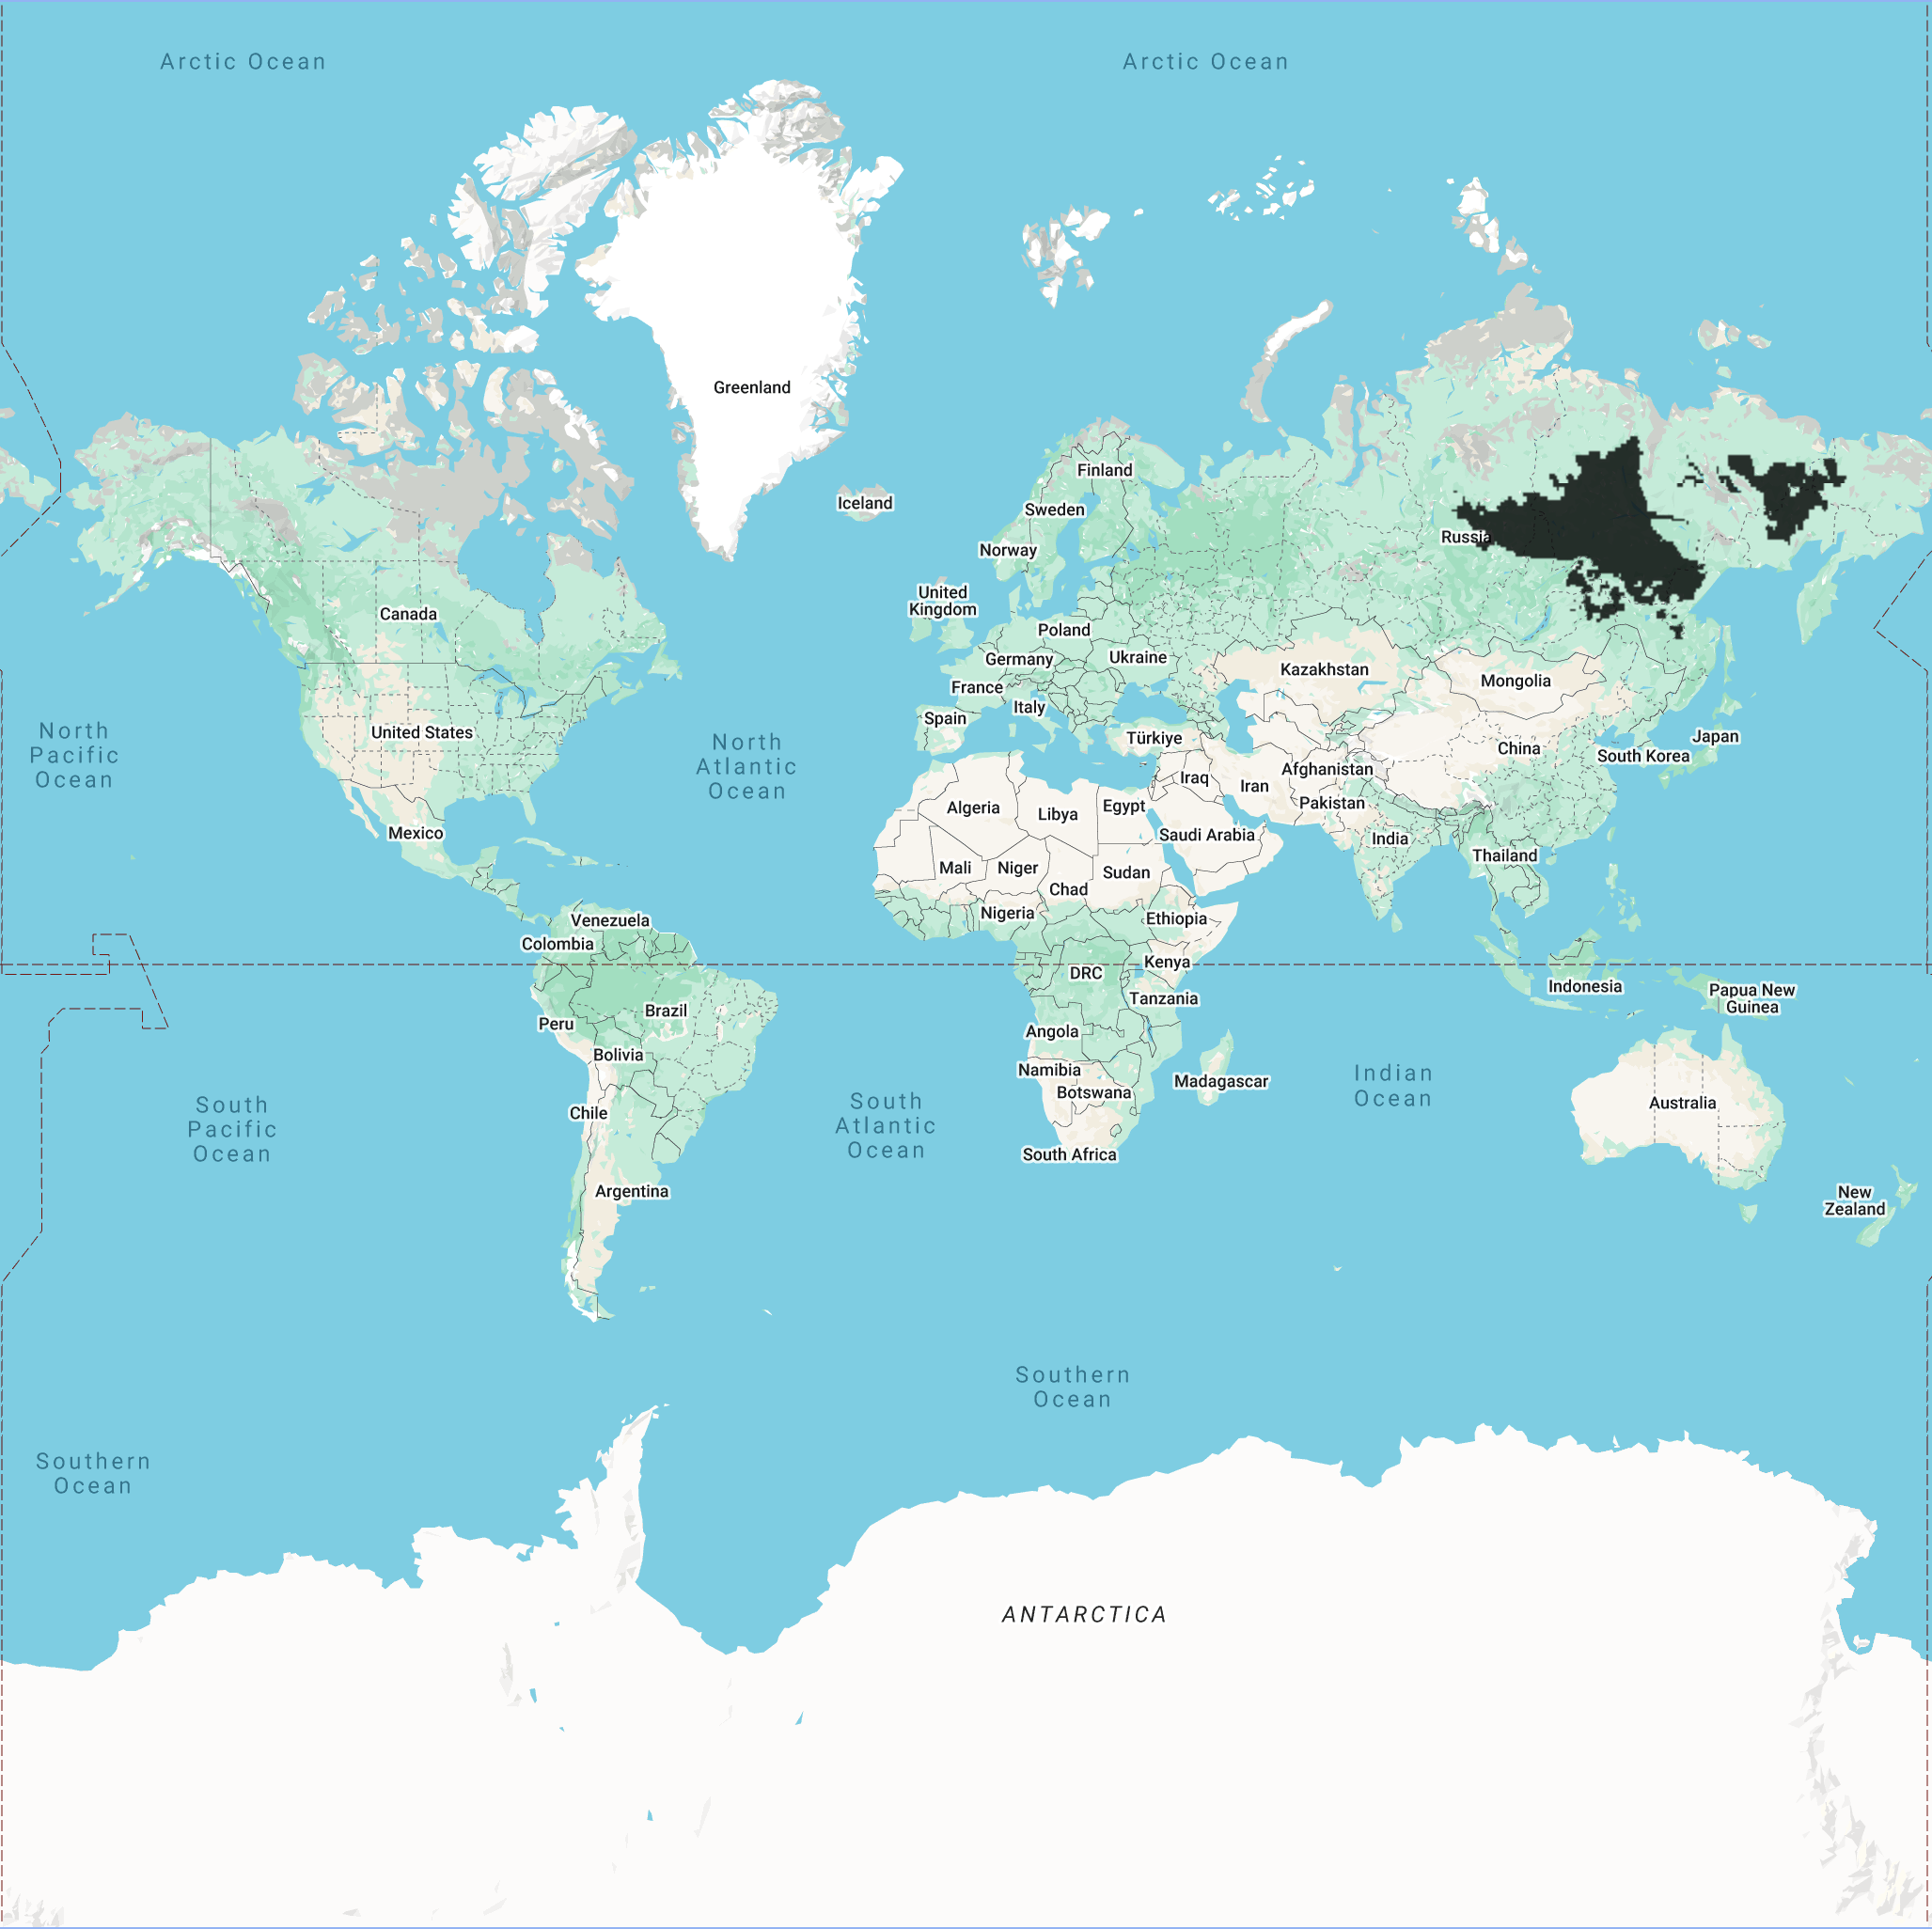 Arctic Ocean
Arctic Ocean
Greenland
Finland
Iceland
Sweden
Russia
Norway
United
Kingdom
Canada
Poland
Germany
Ukraine
Kazakhstan
Mongolia
France
Italy
Spain
North
Pacific
Ocean
United States
North
Atlantic
Ocean
Türkiye
China
Japan
South Korea
Iraq
Iran
Afghanistan
Pakistan
Algeria
Libya
Egypt
Saudi Arabia
India
Mexico
Thailand
Mali
Niger
Chad
Sudan
Nigeria
Ethiopia
Venezuela
Colombia
DRC
Kenya
Indonesia
Papua New
Guinea
Tanzania
Brazil
Peru
Angola
Bolivia
Namibia
Botswana
Madagascar
Indian
Ocean
Australia
Chile
South
Pacific
Ocean
South
Atlantic
Ocean
South Africa
Argentina
New
Zealand
Southern
Ocean
Southern
Ocean
ANTARCTICA